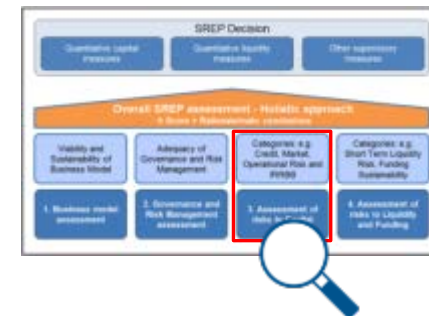 SREP Decision
Quantitative capital
measures
Quantitative liquidity
measures
Other supervisory
measures
Overall SREP assessment - Holistic approach
Viability and
Sustainability of
Business Model
Adequacy of
Governance and Risk
Management
Categories: e.g.
Credit, Market,
Operational Risk and
IRRBB
Categories: e.g.
Short Term Liquidity
Risk, Funding
Sustainability
1. Business model
assessment
2. Governance and
Risk Management
assessment
3. Assessment of
risks to Capital
4. Assessment of
risks to Liquidity
and Funding